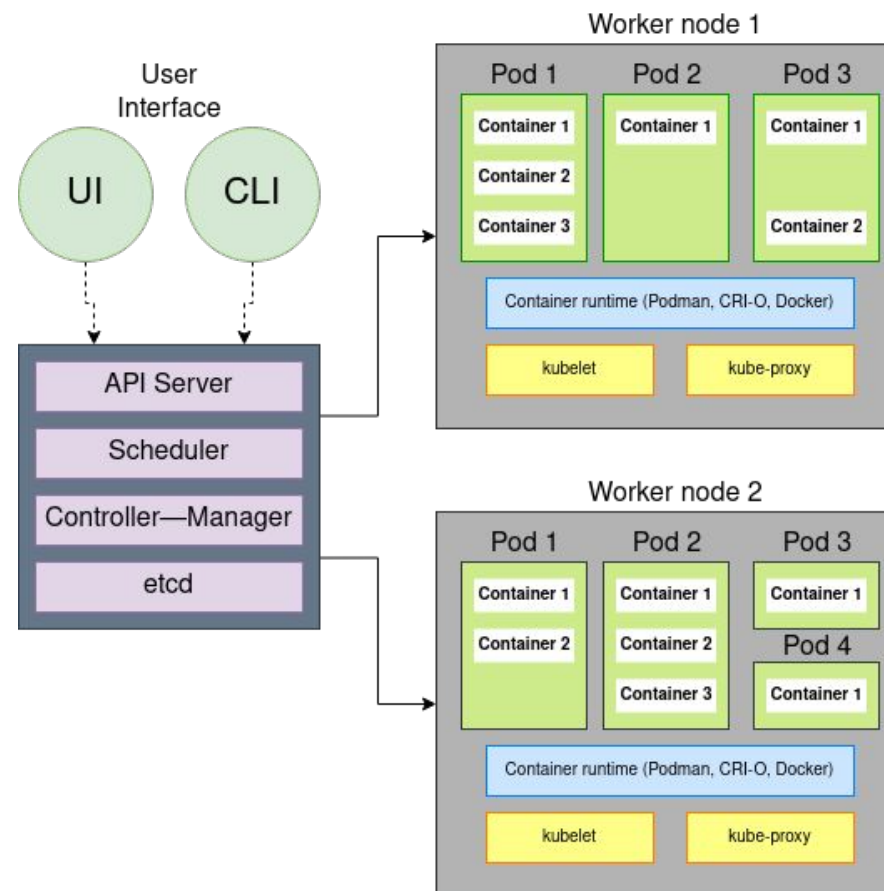 User
Interface
UI
CLI
API Server
Scheduler
Controller—Manager
etcd
Worker node 1
Pod 1
Container 1
Container 2
Container 3
Pod 2
Container 1
Pod 3
Container 1
Container 2
Container runtime (Podman, CRI-O, Docker)
kubelet
kube-proxy
Worker node 2
Pod 1
Container 1
Container 2
Pod 2
Container 1
Container 2
Container 3
Pod 3
Container 1
Pod 4
Container 1
Container runtime (Podman, CRI-O, Docker)
kubelet
kube-proxy